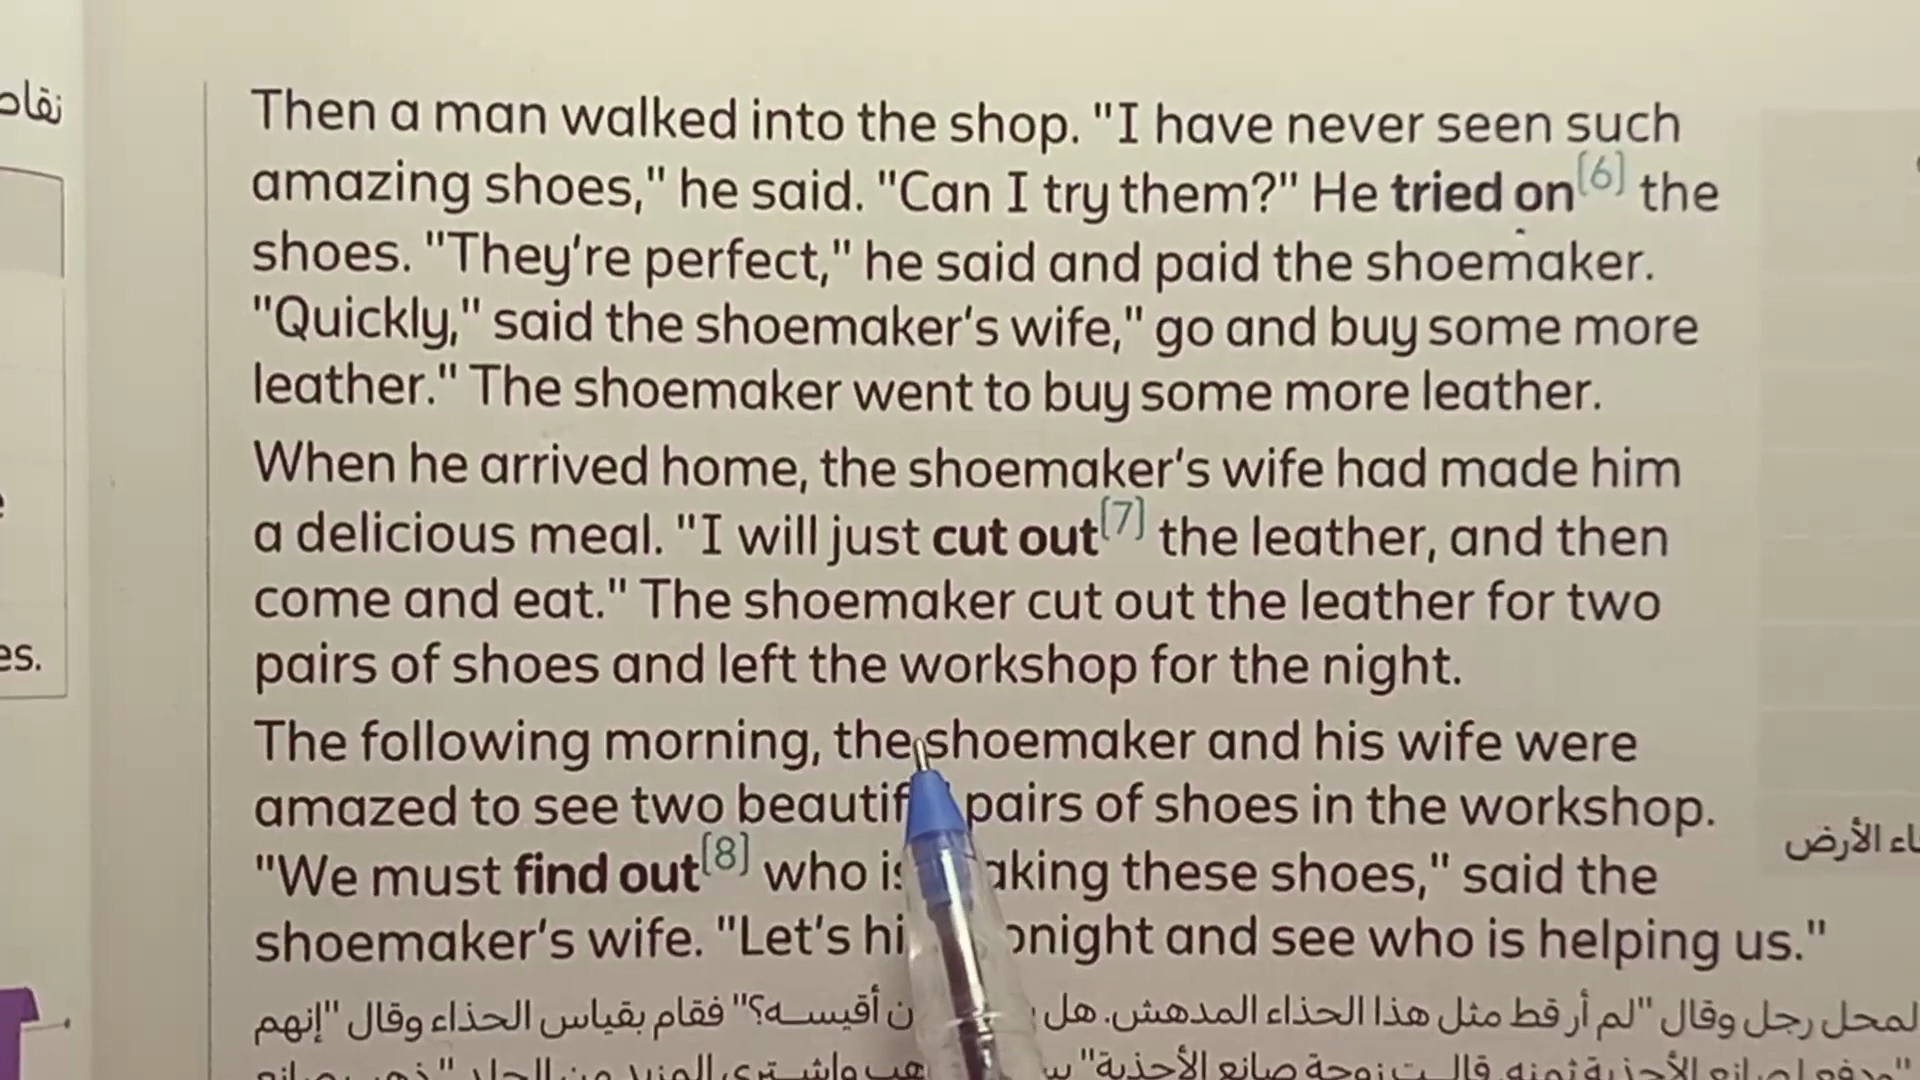 Then a man walked into the shop. "I have never seen such
amazing shoes," he said. "Can I try them?" He tried on[6] the
shoes. "They're perfect," he said and paid the shoemaker.
"Quickly," said the shoemaker's wife," go and buy some more
leather." The shoemaker went to buy some more leather.
When he arrived home, the shoemaker's wife had made him
a delicious meal. "I will just cut out[7] the leather, and then
come and eat." The shoemaker cut out the leather for two
pairs of shoes and left the workshop for the night.
The following morning, the shoemaker and his wife were
amazed to see two pairs of shoes in the workshop.
"We must find out[8] who these shoes," said the
shoemaker's wife. "Let's and see who is helping us."
رجل وقال "لم أر قط مثل هذا الحذاء المدهش. هل أقيسه؟" فقام بقياس الحذاء وقال "إنهم
الأرض